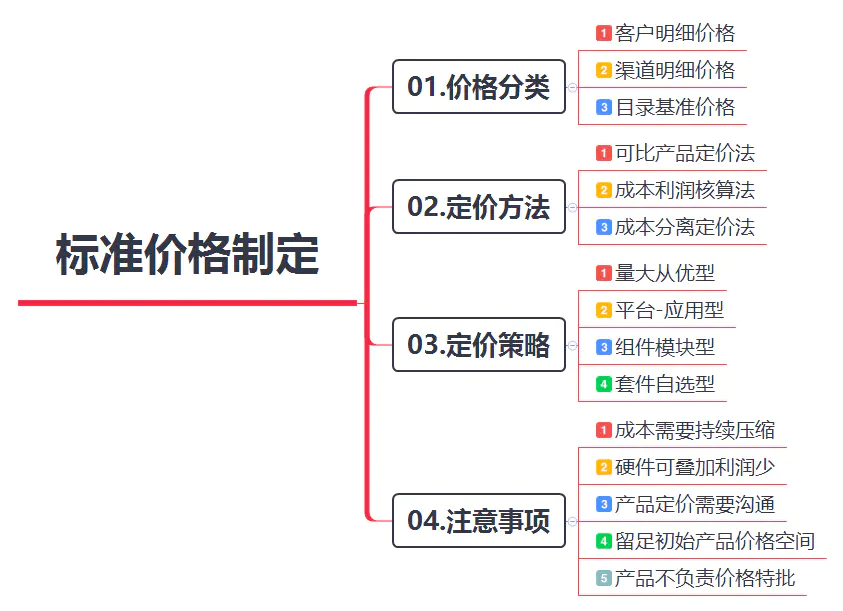 标准价格制定
01.价格分类
1 客户明细价格
2 渠道明细价格
3 目录基准价格
02.定价方法
1 可比产品定价法
2 成本利润核算法
3 成本分离定价法
03.定价策略
1 量大从优型
2 平台-应用型
3 组件模块型
4 套件自选型
04.注意事项
1 成本需要持续压缩
2 硬件可叠加利润少
3 产品定价需要沟通
4 留足初始产品价格空间
5 产品不负责价格特批